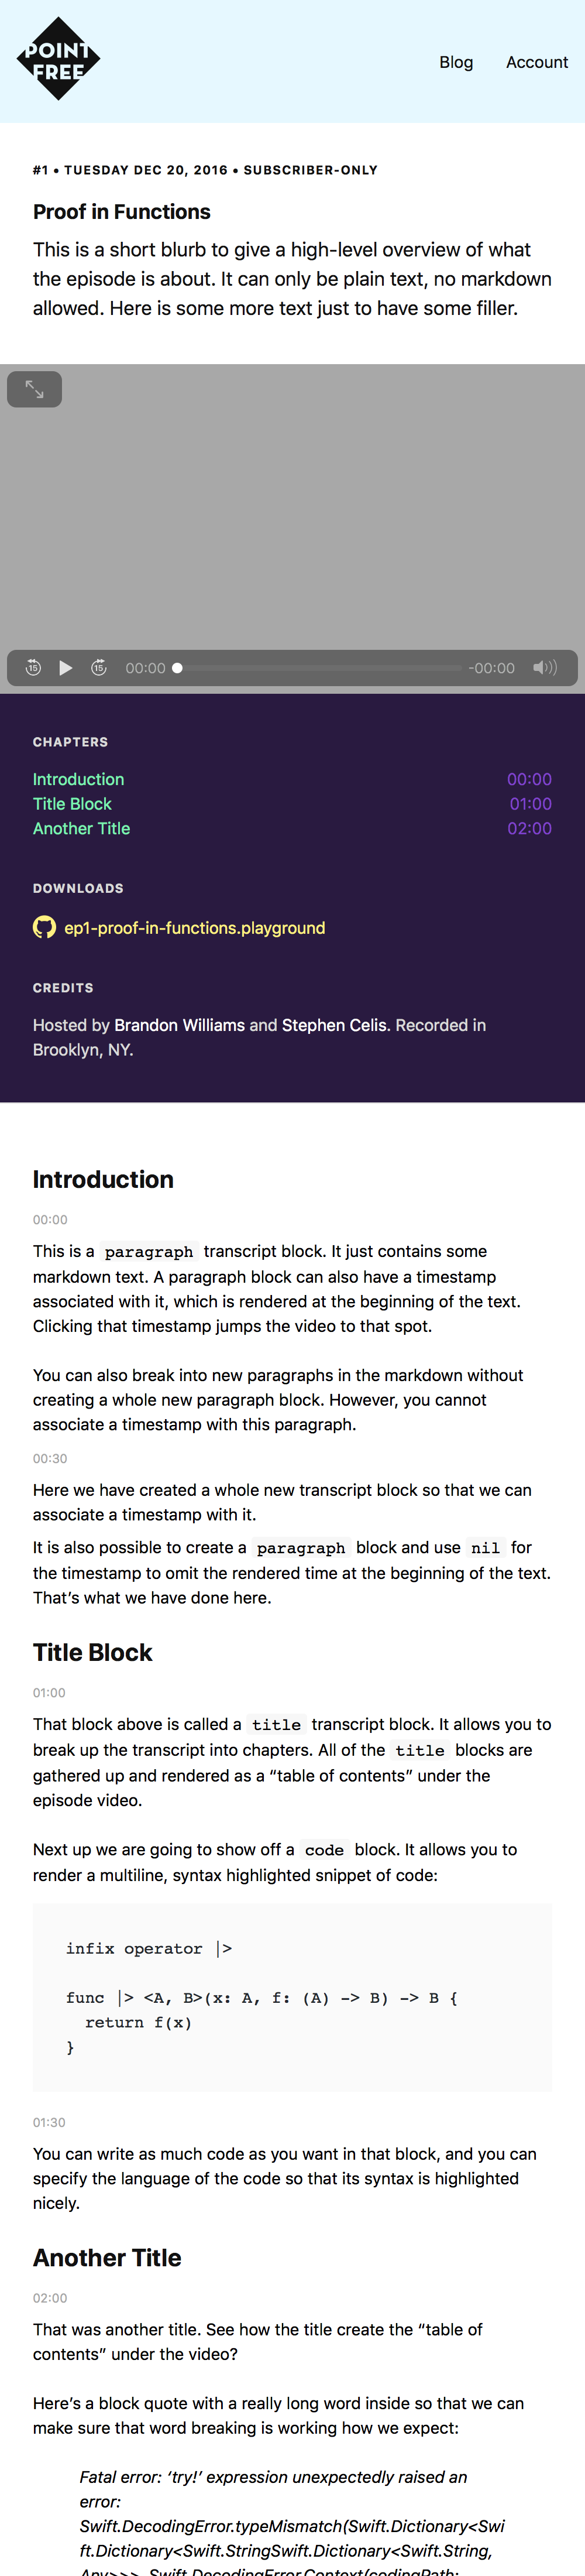 POINT
FREE
Blog
Account
#1 • TUESDAY DEC 20, 2016 • SUBSCRIBER-ONLY
Proof in Functions
This is a short blurb to give a high-level overview of what
the episode is about. It can only be plain text, no markdown
allowed. Here is some more text just to have some filler.
15
15
00:00
-00:00
CHAPTERS
Introduction 00:00
Title Block 01:00
Another Title 02:00
DOWNLOADS
ep1-proof-in-functions.playground
CREDITS
Hosted by Brandon Williams and Stephen Celis. Recorded in
Brooklyn, NY.
Introduction
00:00
This is a paragraph transcript block. It just contains some
markdown text. A paragraph block can also have a timestamp
associated with it, which is rendered at the beginning of the text.
Clicking that timestamp jumps the video to that spot.
You can also break into new paragraphs in the markdown without
creating a whole new paragraph block. However, you cannot
associate a timestamp with this paragraph.
00:30
Here we have created a whole new transcript block so that we can
associate a timestamp with it.
It is also possible to create a paragraph block and use nil for
the timestamp to omit the rendered time at the beginning of the text.
That’s what we have done here.
Title Block
01:00
That block above is called a title transcript block. It allows you to
break up the transcript into chapters. All of the title blocks are
gathered up and rendered as a “table of contents” under the
episode video.
Next up we are going to show off a code block. It allows you to
render a multiline, syntax highlighted snippet of code:
infix operator |>
func |> <A, B>(x: A, f: (A) -> B) -> B {
return f(x)
}
01:30
You can write as much code as you want in that block, and you can
specify the language of the code so that its syntax is highlighted
nicely.
Another Title
02:00
That was another title. See how the title create the “table of
contents” under the video?
Here’s a block quote with a really long word inside so that we can
make sure that word breaking is working how we expect:
Fatal error: ‘try!’ expression unexpectedly raised an
error:
Swift.DecodingError.typeMismatch(Swift.Dictionary<Swi
ft.Dictionary<Swift.StringSwift.Dictionary<Swift.String,
Any>>>, Swift.DecodingError.Context(codingPath: